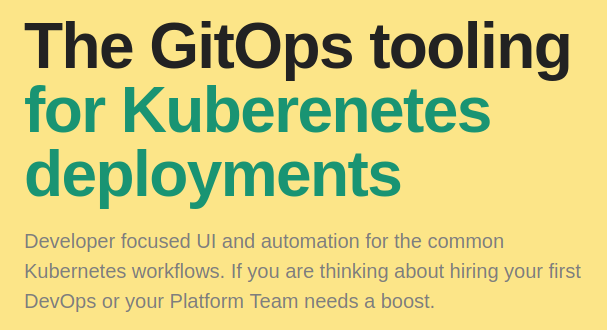 The GitOps tooling
for Kuberenetes
deployments
Developer focused UI and automation for the common
Kubernetes workflows. If you are thinking about hiring your first
DevOps or your Platform Team needs a boost.